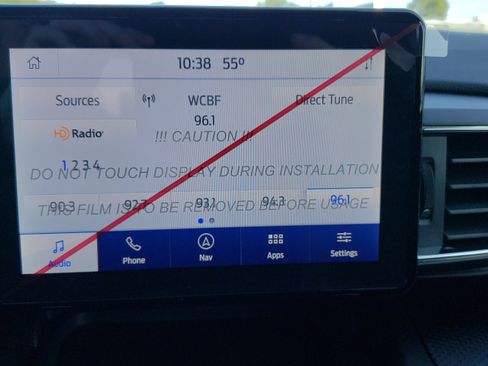 10:38 55°
Sources WCBF Direct Tune
96.1
HD Radio
!!! CAUTION !!!
1 2 3 4
DO NOT TOUCH DISPLAY DURING INSTALLATION
90.3 92.7 93.1 94.3 96.1
THIS FILM IS TO BE REMOVED BEFORE USAGE
Audio Phone Nav Apps Settings